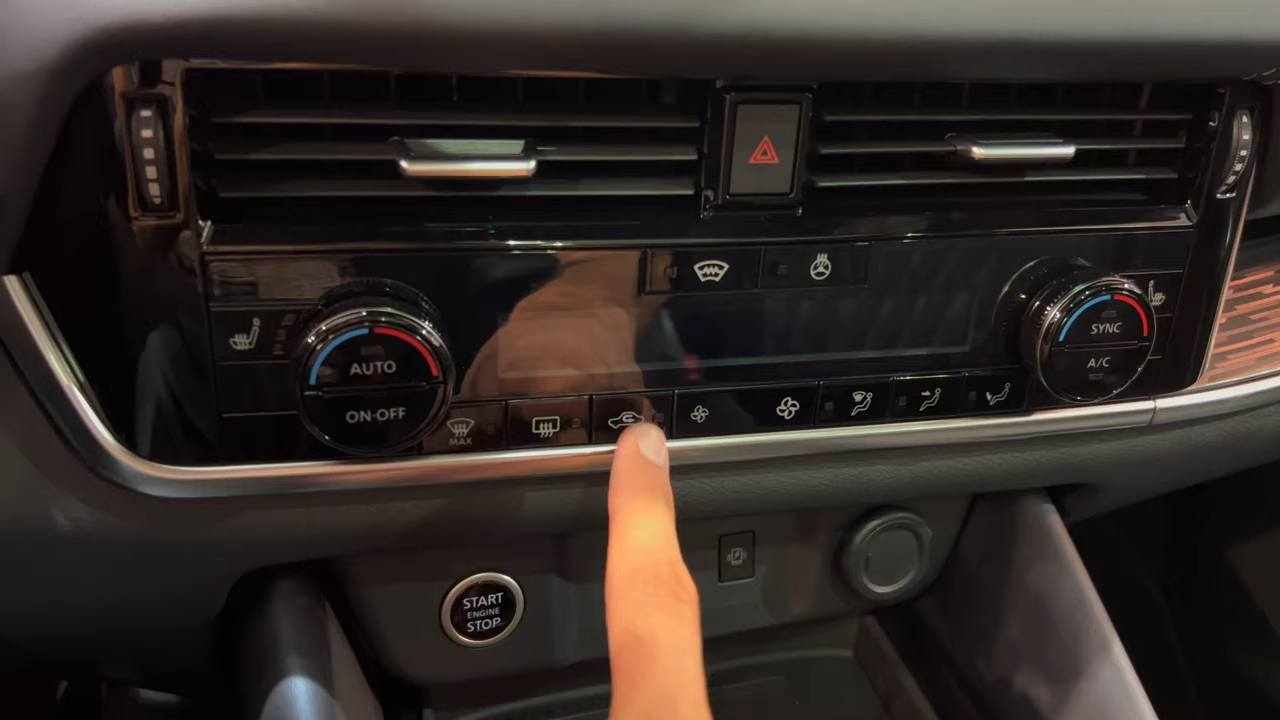 AUTO
ON·OFF
MAX
SYNC
A/C
START
ENGINE
STOP